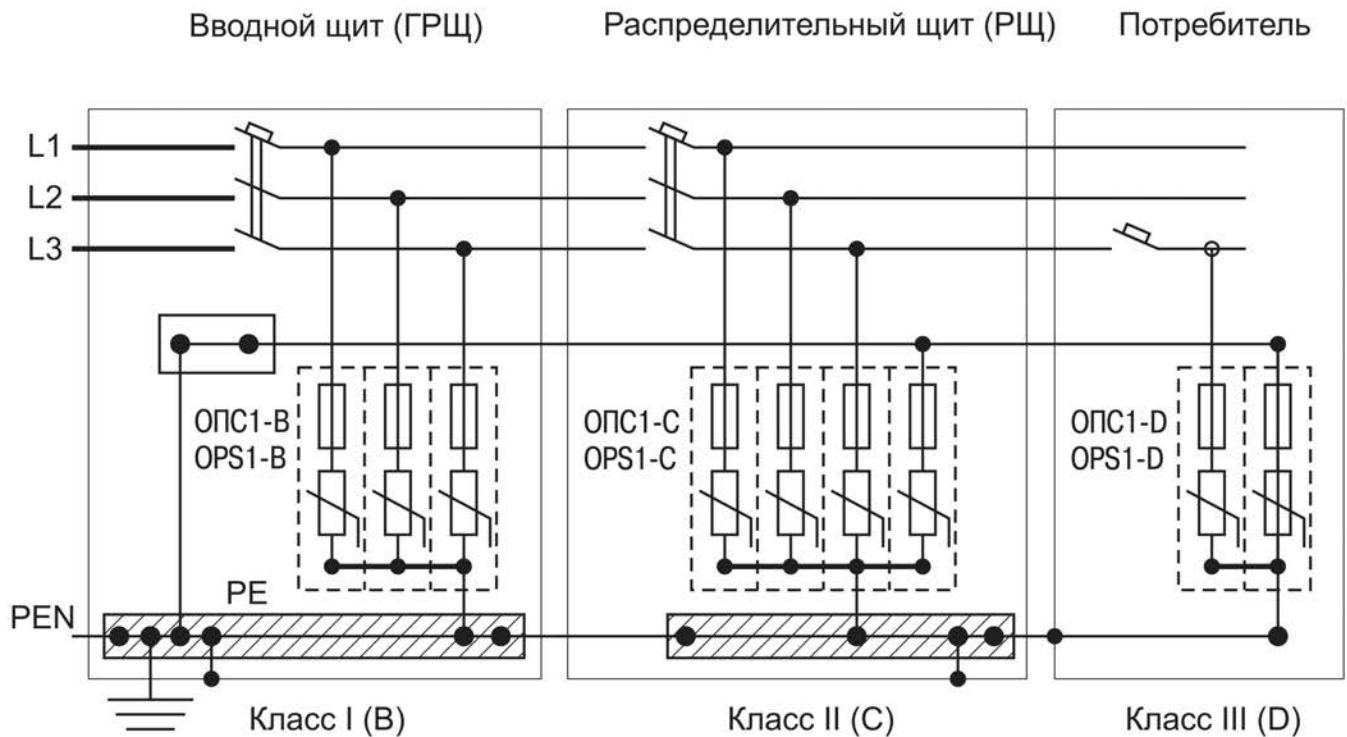 Вводной щит (ГРЩ)
Распределительный щит (РЩ)
Потребитель
L1
L2
L3
ОПС1-В
OPS1-B
ОПС1-С
OPS1-C
ОПС1-D
OPS1-D
PE
PEN
Класс I (B)
Класс II (C)
Класс III (D)